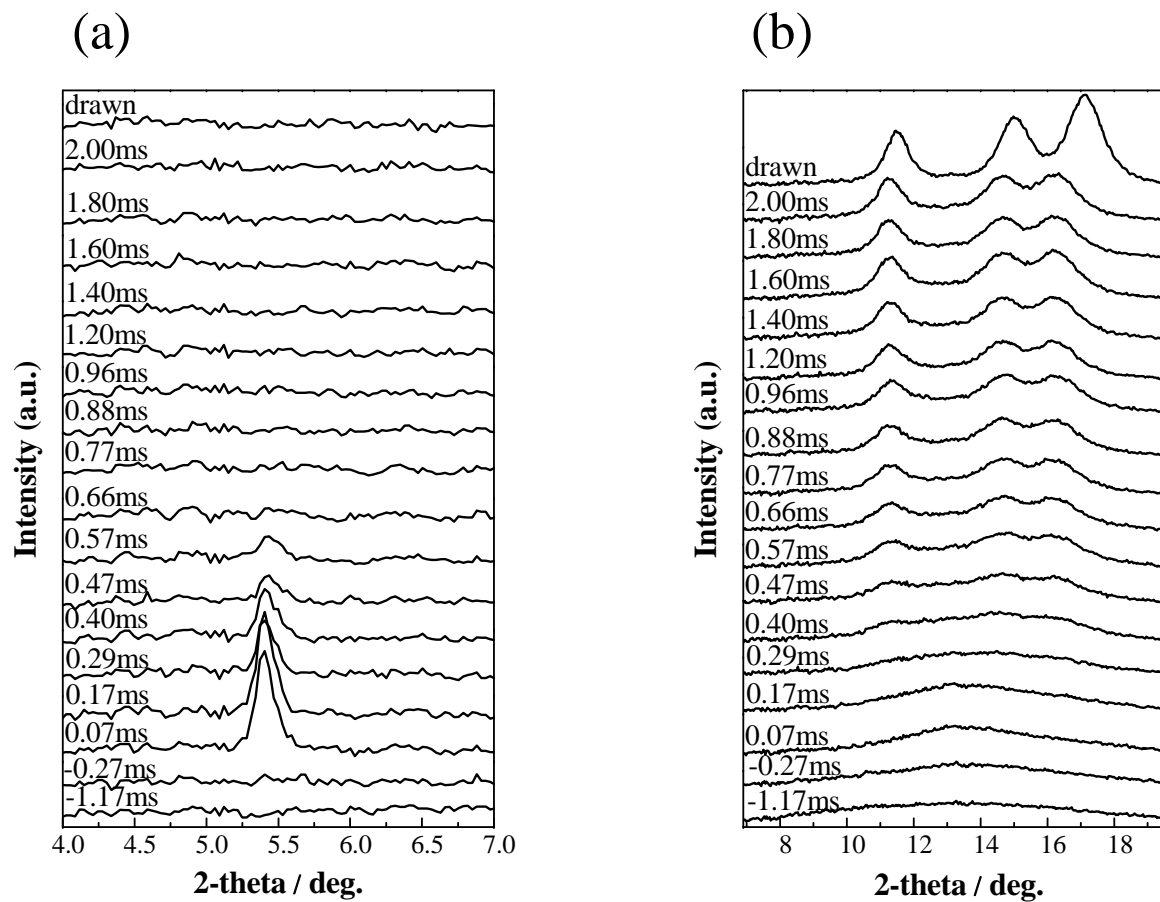 (a)
drawn
2.00ms
1.80ms
1.60ms
1.40ms
1.20ms
0.96ms
0.88ms
0.77ms
0.66ms
0.57ms
0.47ms
0.40ms
0.29ms
0.17ms
0.07ms
-0.27ms
-1.17ms
Intensity (a.u.)
4.0 4.5 5.0 5.5 6.0 6.5 7.0
2-theta / deg.
(b)
drawn
2.00ms
1.80ms
1.60ms
1.40ms
1.20ms
0.96ms
0.88ms
0.77ms
0.66ms
0.57ms
0.47ms
0.40ms
0.29ms
0.17ms
0.07ms
-0.27ms
-1.17ms
Intensity (a.u.)
8 10 12 14 16 18
2-theta / deg.